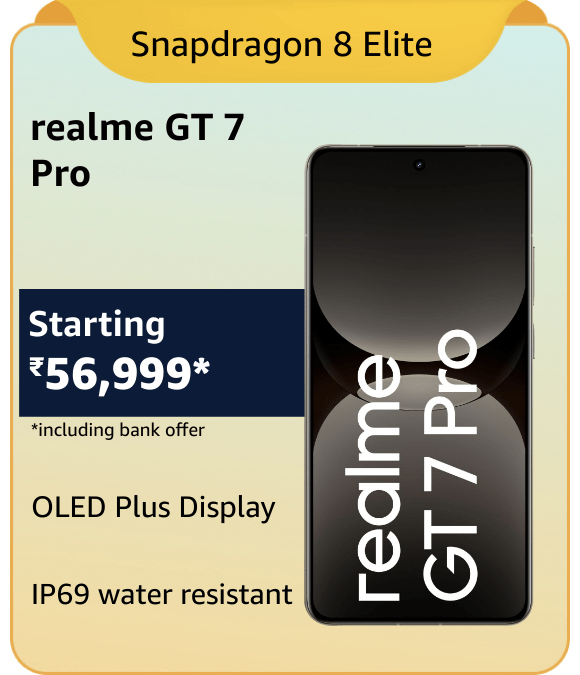 Snapdragon 8 Elite
realme GT 7
Pro
Starting
₹56,999*
*including bank offer
OLED Plus Display
IP69 water resistant
realme
GT 7 Pro